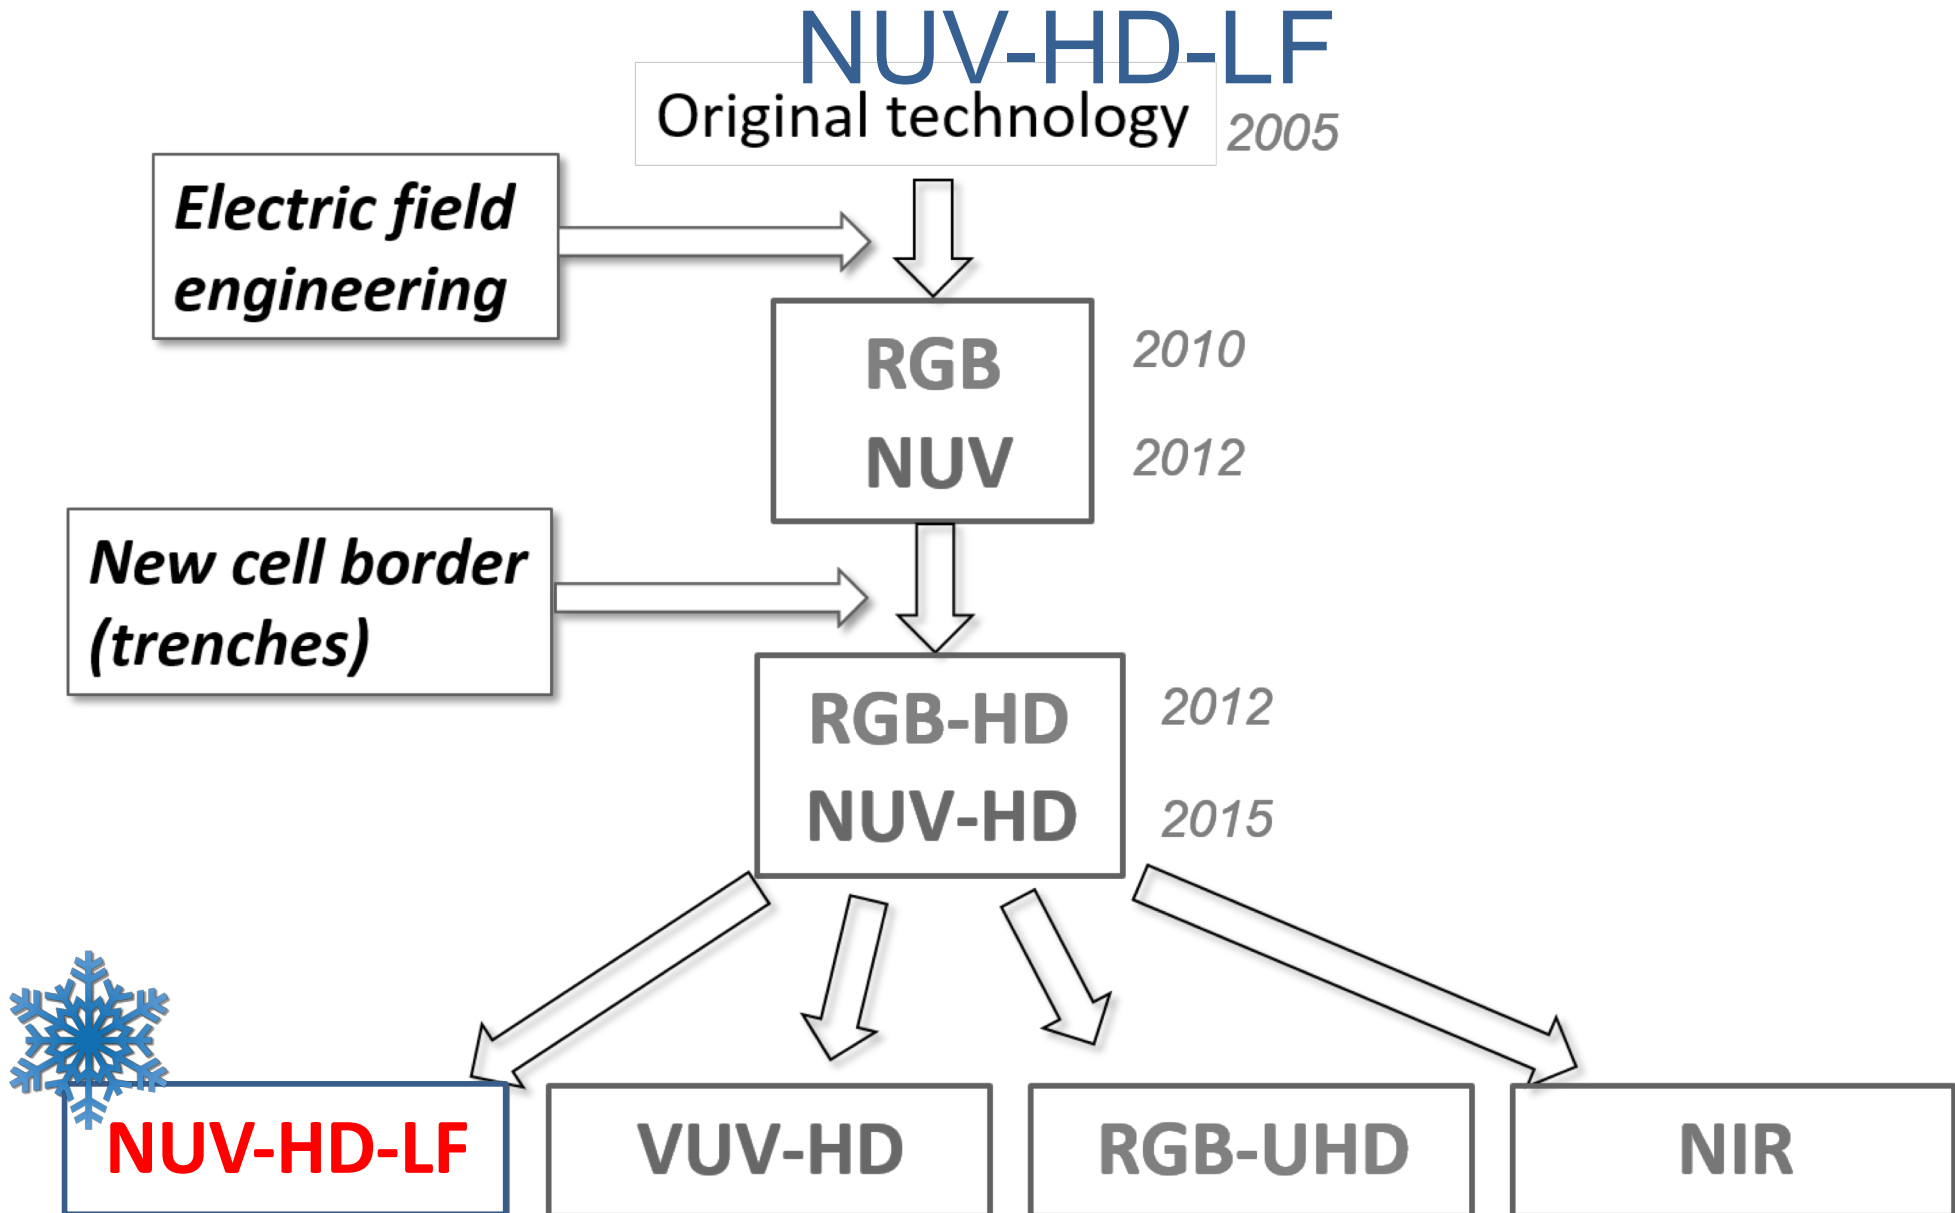 NUV-HD-LF
Original technology
2005
Electric field
engineering
RGB
2010
NUV
2012
New cell border
(trenches)
RGB-HD
2012
NUV-HD
2015
NUV-HD-LF
VUV-HD
RGB-UHD
NIR